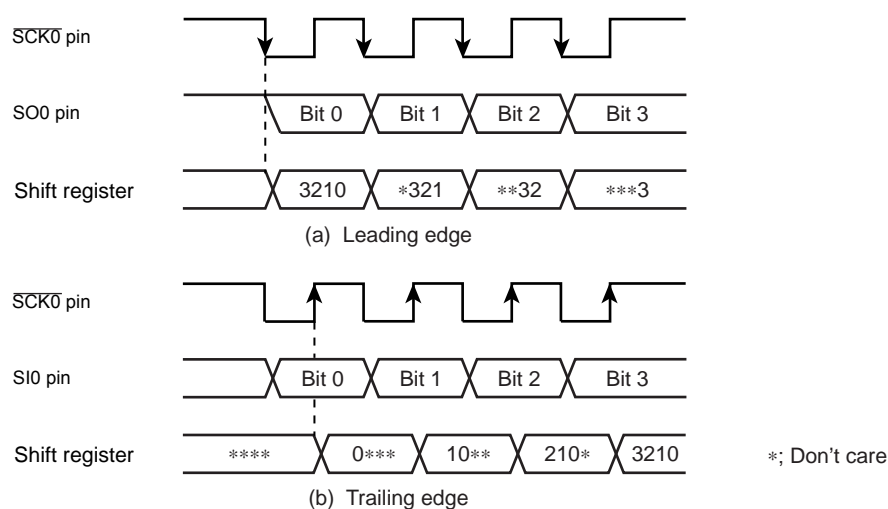 SCK0 pin
SO0 pin Bit 0 Bit 1 Bit 2 Bit 3
Shift register 3210 *321 **32 ***3
(a) Leading edge
SCK0 pin
SI0 pin Bit 0 Bit 1 Bit 2 Bit 3
Shift register **** 0*** 10** 210* 3210 *; Don't care
(b) Trailing edge